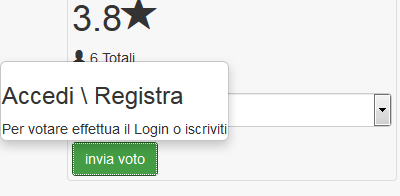 3.8★
6 Totali
Accedi \ Registra
Per votare effettua il Login o iscriviti
invia voto